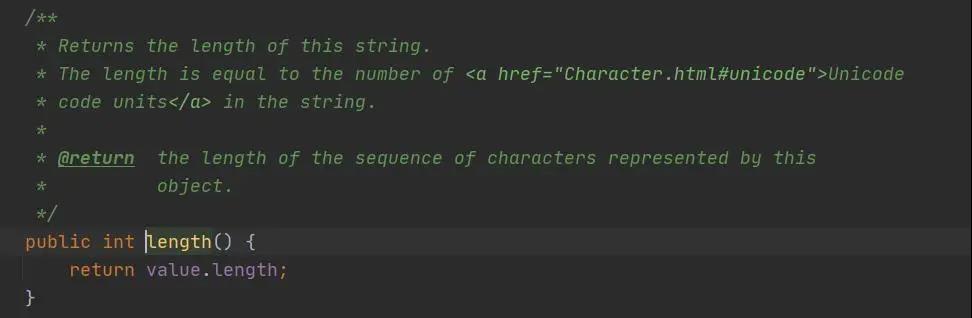 /**
 * Returns the length of this string.
 * The length is equal to the number of <a href="Character.html#unicode">Unicode
 * code units</a> in the string.
 *
 * @return  the length of the sequence of characters represented by this
 *          object.
 */
public int length() {
    return value.length;
}